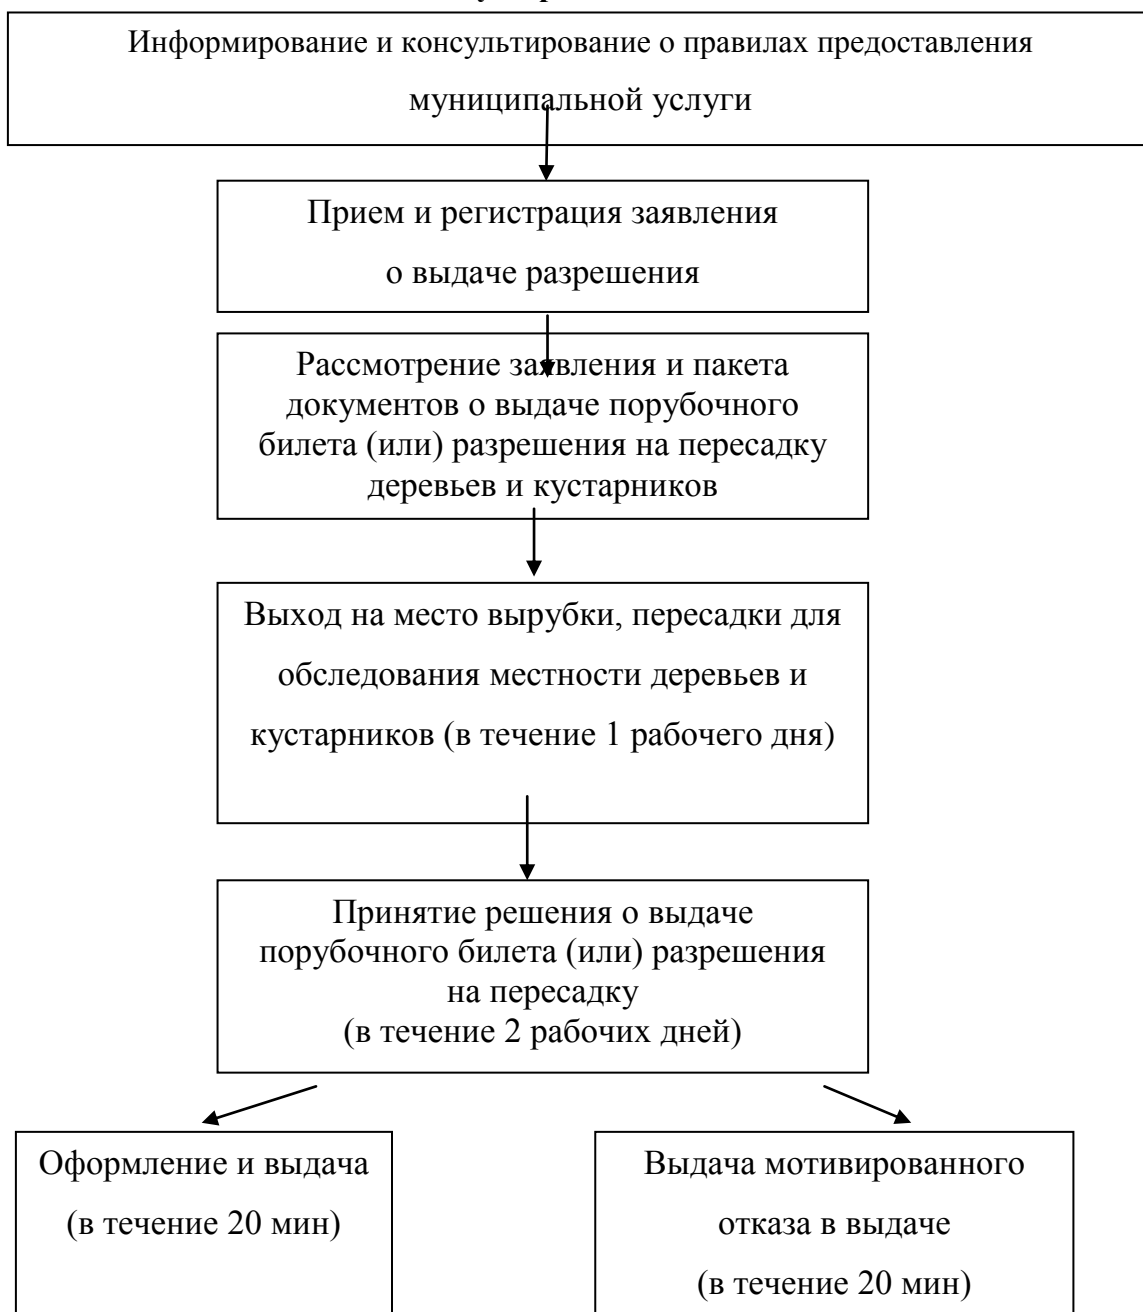 Информирование и консультирование о правилах предоставления
муниципальной услуги
Прием и регистрация заявления
о выдаче разрешения
Рассмотрение заявления и пакета
документов о выдаче порубочного
билета (или) разрешения на пересадку
деревьев и кустарников
Выход на место вырубки, пересадки для
обследования местности деревьев и
кустарников (в течение 1 рабочего дня)
Принятие решения о выдаче
порубочного билета (или) разрешения
на пересадку
(в течение 2 рабочих дней)
Оформление и выдача
(в течение 20 мин)
Выдача мотивированного
отказа в выдаче
(в течение 20 мин)